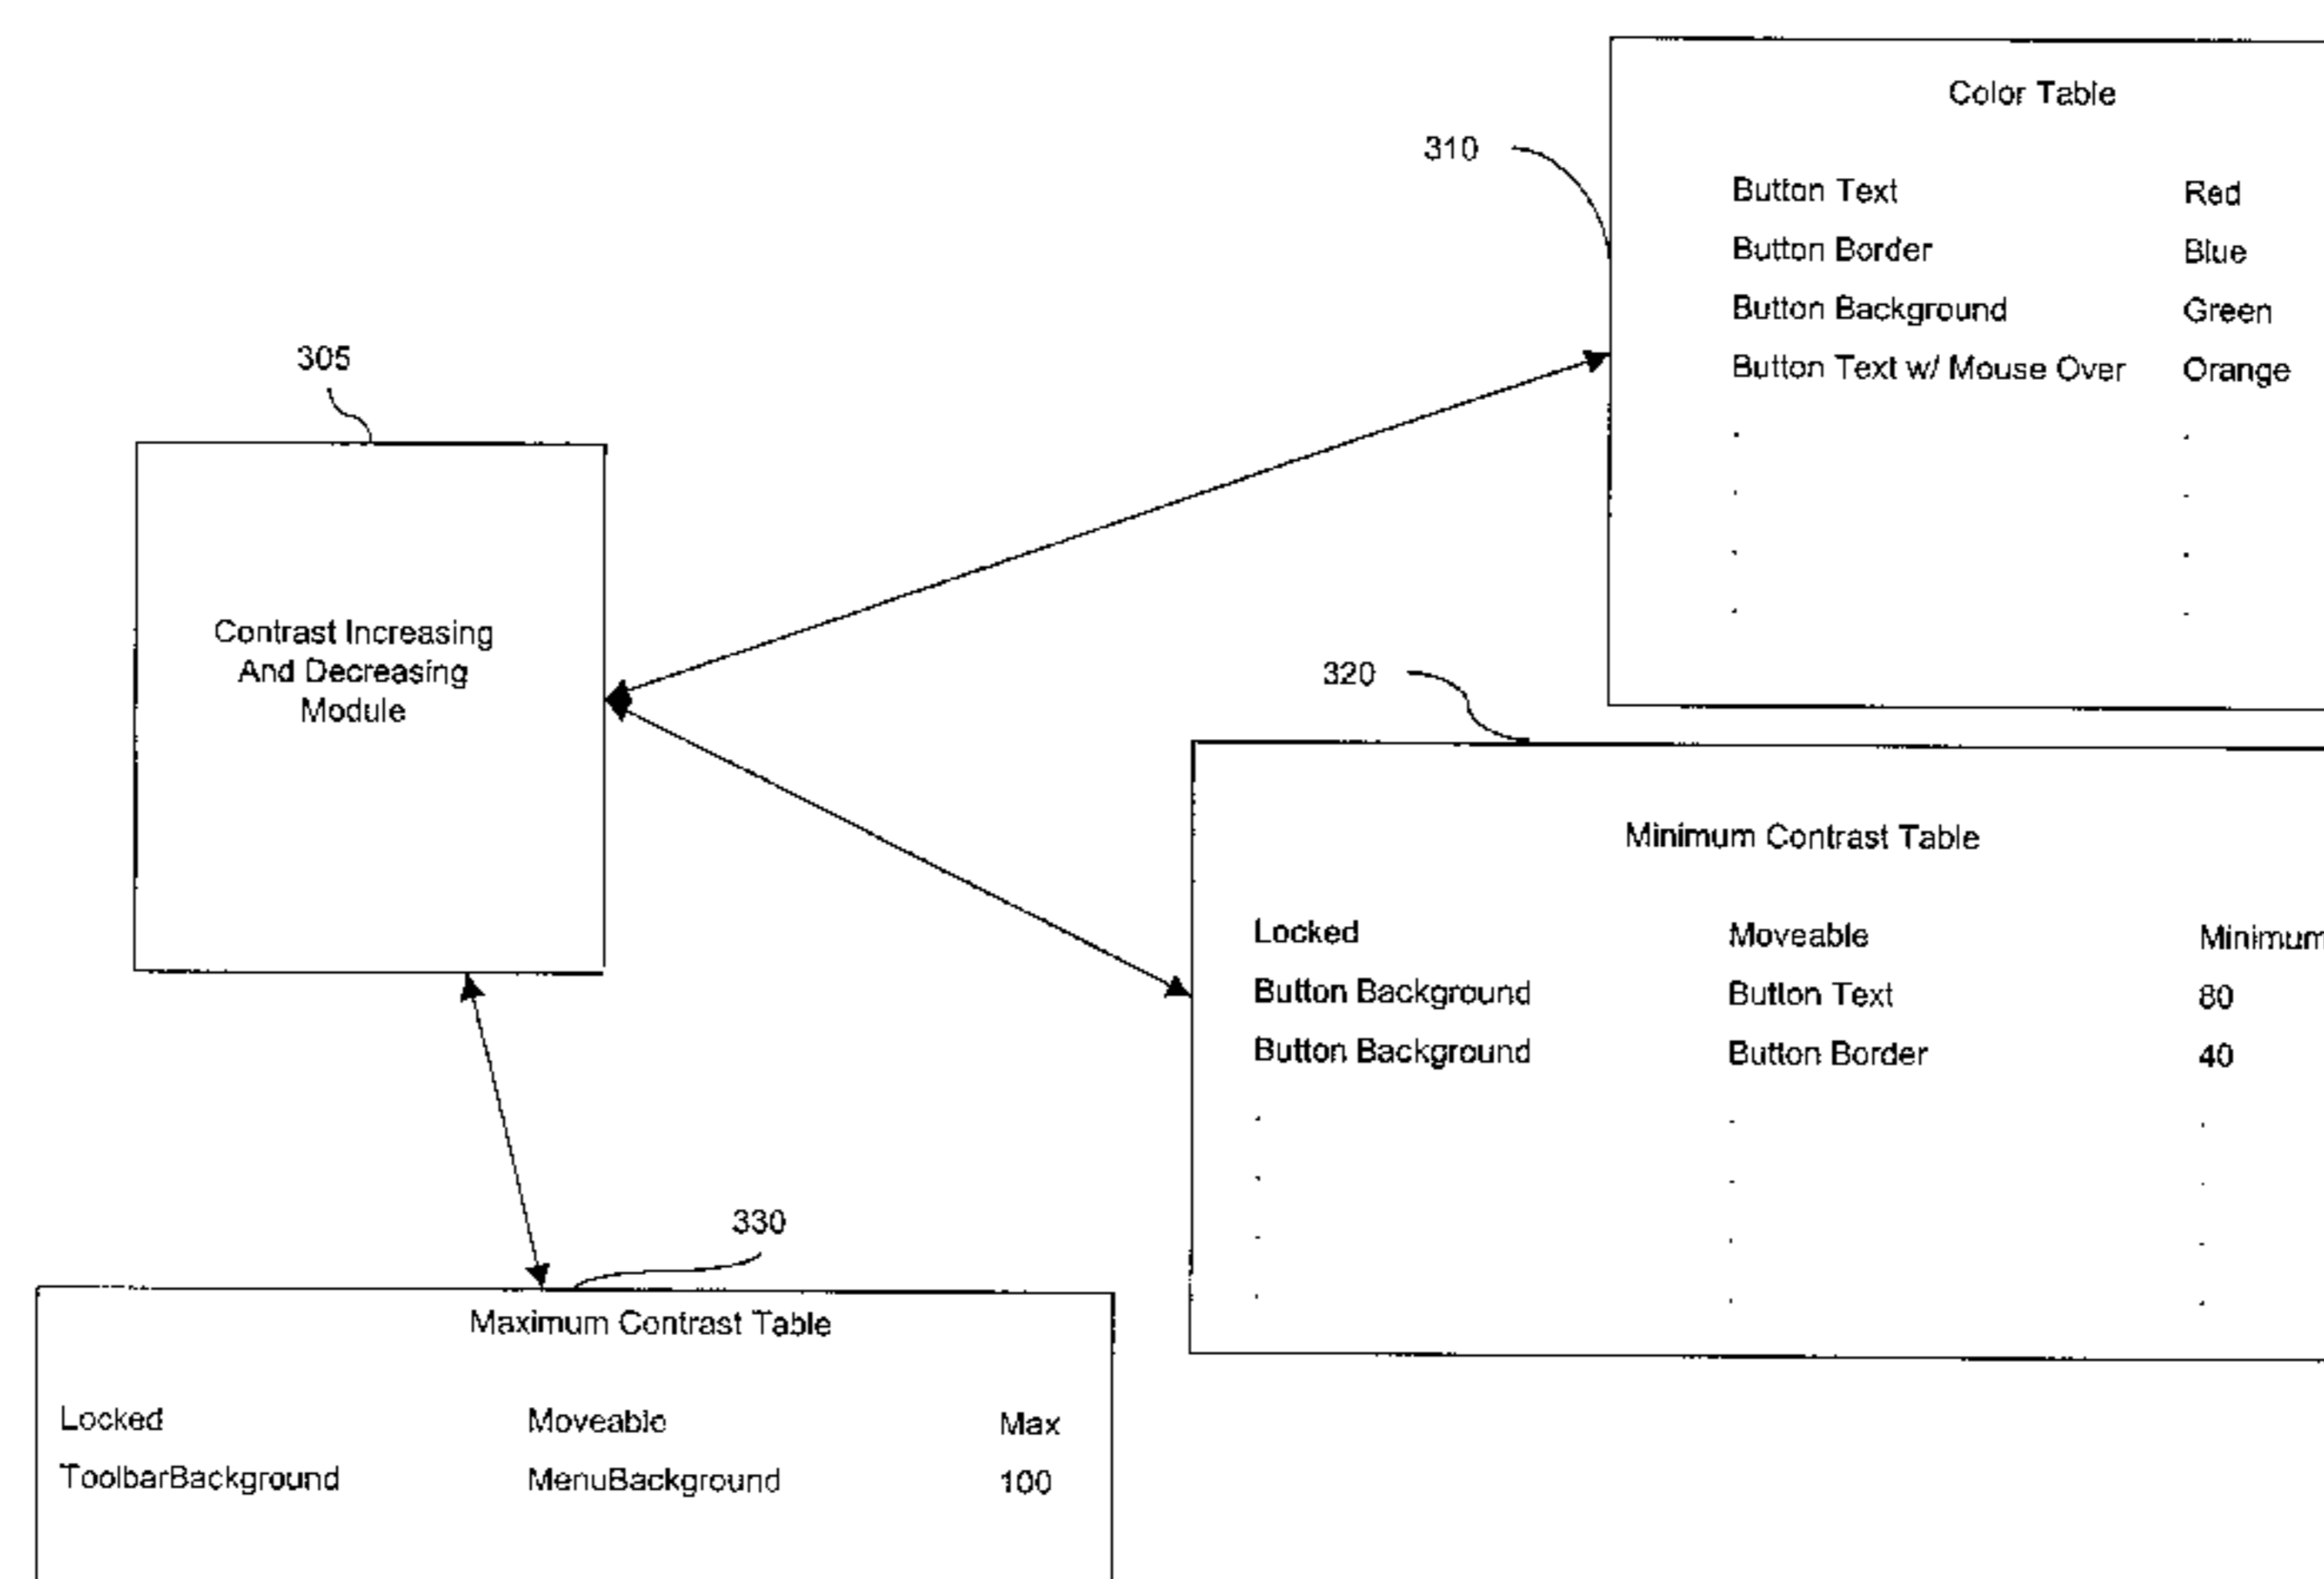 Color Table
310
Button Text Red
Button Border Blue
Button Background Green
Button Text w/ Mouse Over Orange
305
Contrast Increasing
And Decreasing
Module
320
Minimum Contrast Table
Locked Moveable Minimum
Button Background Button Text 80
Button Background Button Border 40
330
Maximum Contrast Table
Locked Moveable Max
ToolbarBackground MenuBackground 100